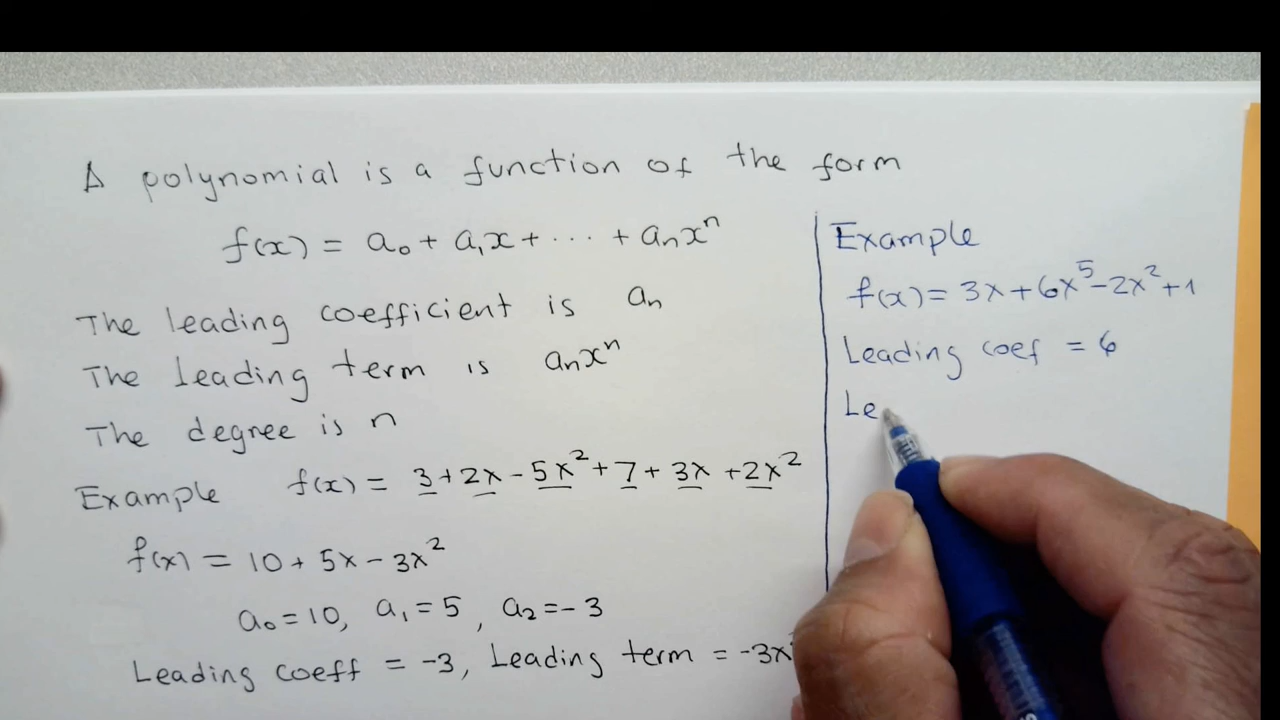 A polynomial is a function of the form
f(x) = a₀ + a₁x + ··· + aₙxⁿ
The leading coefficient is aₙ
The leading term is aₙxⁿ
The degree is n
Example f(x) = 3 + 2x - 5x² + 7 + 3x + 2x²
f(x) = 10 + 5x - 3x²
a₀ = 10, a₁ = 5, a₂ = -3
Leading coeff = -3, Leading term = -3x
Example
f(x) = 3x + 6x⁵ - 2x² + 1
Leading coef = 6
Le